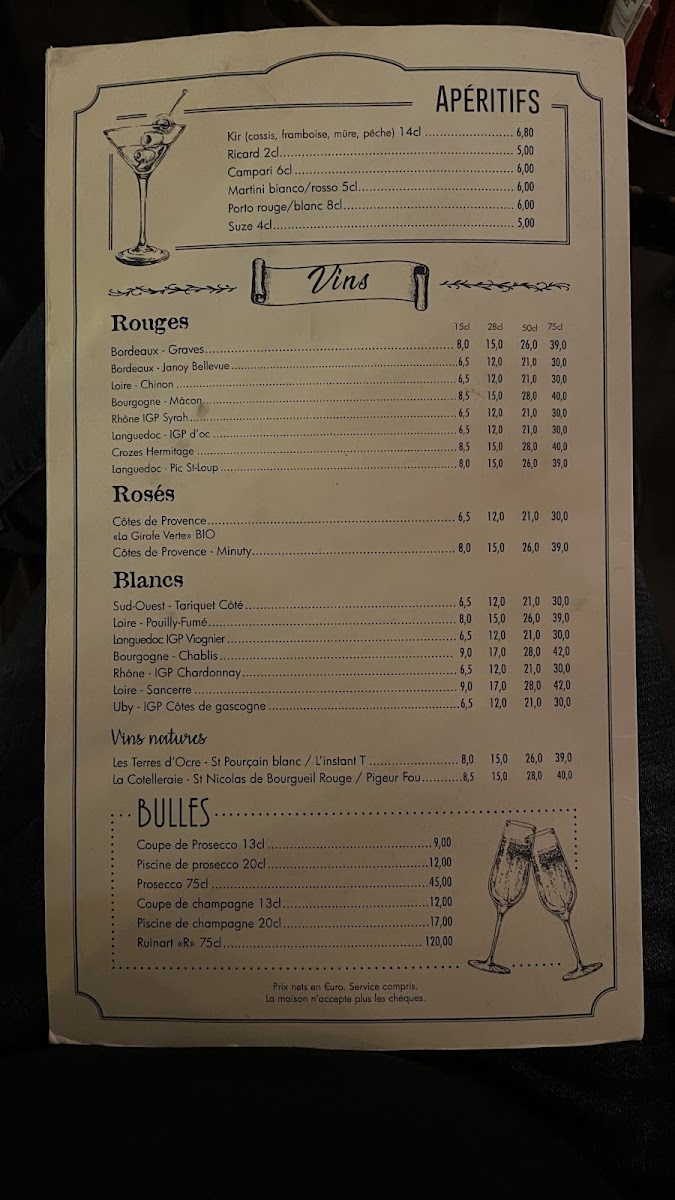 APÉRITIFS
Kir (cassis, framboise, mûre, pêche) 14cl ........................ 6,80
Ricard 2cl........................ 5,00
Campari 6cl ........................ 6,00
Martini bianco/rosso 5cl........................ 6,00
Porto rouge/blanc 8cl........................ 6,00
Suze 4cl........................ 5,00
Vins
Rouges 15cl 28cl 50cl 75cl
Bordeaux - Graves........................ 8,0 15,0 26,0 39,0
Bordeaux - Janoy Bellevue........................ 6,5 12,0 21,0 30,0
Loire - Chinon ........................ 6,5 12,0 21,0 30,0
Bourgogne - Mâcon........................ 8,5 15,0 28,0 40,0
Rhône IGP Syrah........................ 6,5 12,0 21,0 30,0
Languedoc - IGP d'oc ........................ 6,5 12,0 21,0 30,0
Crozes Hermitage ........................ 8,5 15,0 28,0 40,0
Languedoc - Pic St-Loup ........................ 8,0 15,0 26,0 39,0
Rosés
Côtes de Provence........................ 6,5 12,0 21,0 30,0
«La Girafe Verte» BIO
Côtes de Provence - Minuty........................ 8,0 15,0 26,0 39,0
Blancs
Sud-Ouest - Tariquet Côté ........................ 6,5 12,0 21,0 30,0
Loire - Pouilly-Fumé........................ 8,0 15,0 26,0 39,0
Languedoc IGP Viognier ........................ 6,5 12,0 21,0 30,0
Bourgogne - Chablis ........................ 9,0 17,0 28,0 42,0
Rhône - IGP Chardonnay........................ 6,5 12,0 21,0 30,0
Loire - Sancerre ........................ 9,0 17,0 28,0 42,0
Uby - IGP Côtes de gascogne ........................ 6,5 12,0 21,0 30,0
Vins natures
Les Terres d'Ocre - St Pourçain blanc / L'instant T ........................ 8,0 15,0 26,0 39,0
La Cotelleraie - St Nicolas de Bourgueil Rouge / Pigeur Fou........... 8,5 15,0 28,0 40,0
BULLES
Coupe de Prosecco 13cl ........................ 9,00
Piscine de prosecco 20cl........................ 12,00
Prosecco 75cl ........................ 45,00
Coupe de champagne 13cl........................ 12,00
Piscine de champagne 20cl........................ 17,00
Ruinart «R» 75cl........................ 120,00
Prix nets en €uro. Service compris.
La maison n'accepte plus les chèques.